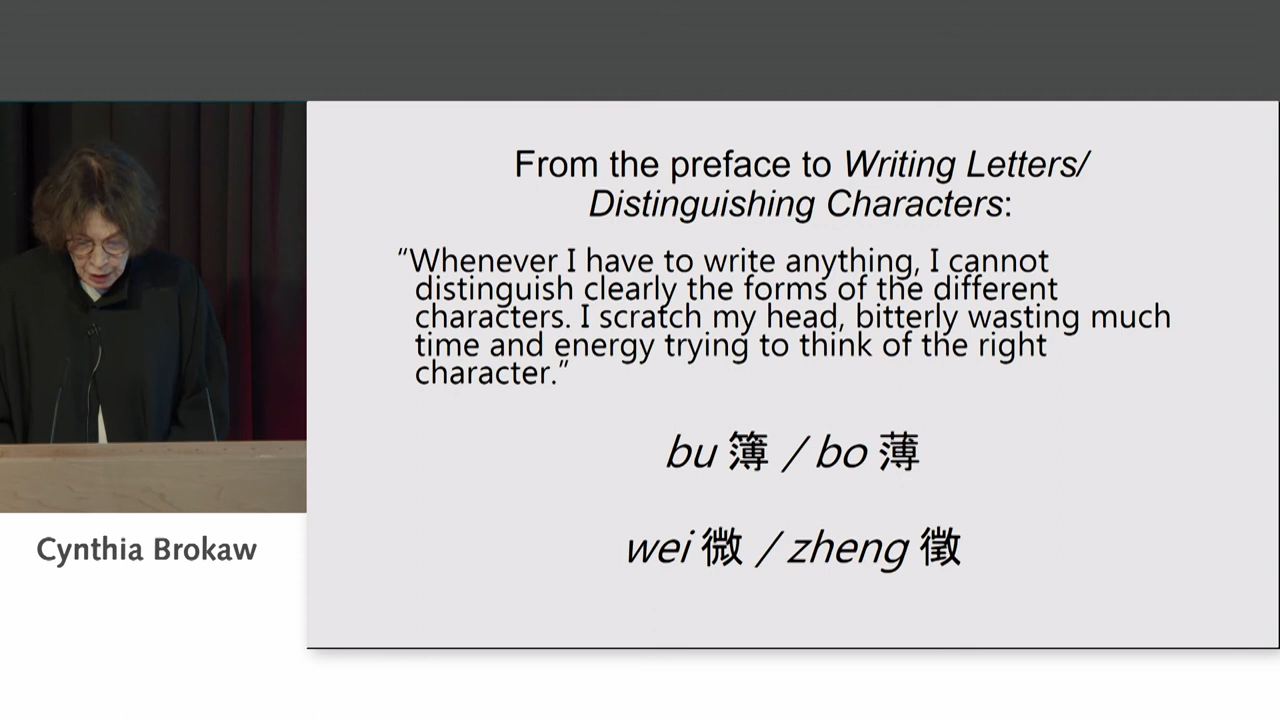 From the preface to Writing Letters/
Distinguishing Characters:
“Whenever I have to write anything, I cannot
distinguish clearly the forms of the different
characters. I scratch my head, bitterly wasting much
time and energy trying to think of the right
character.”
bu 簿 / bo 薄
wei 微 / zheng 徵
Cynthia Brokaw